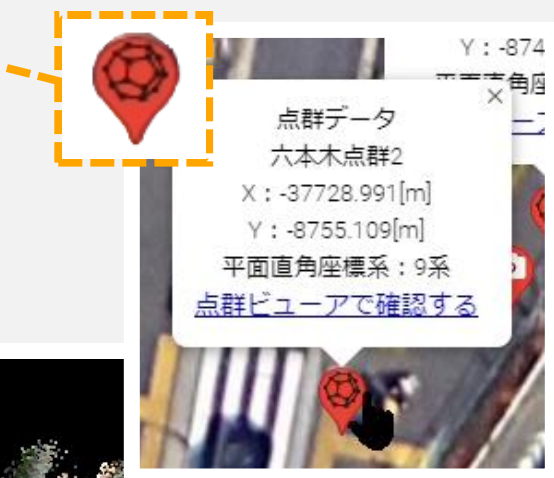 Y：-874
点群データ
六本木点群2
X：-37728.991[m]
Y：-8755.109[m]
平面直角座標系：9系
点群ビューアで確認する